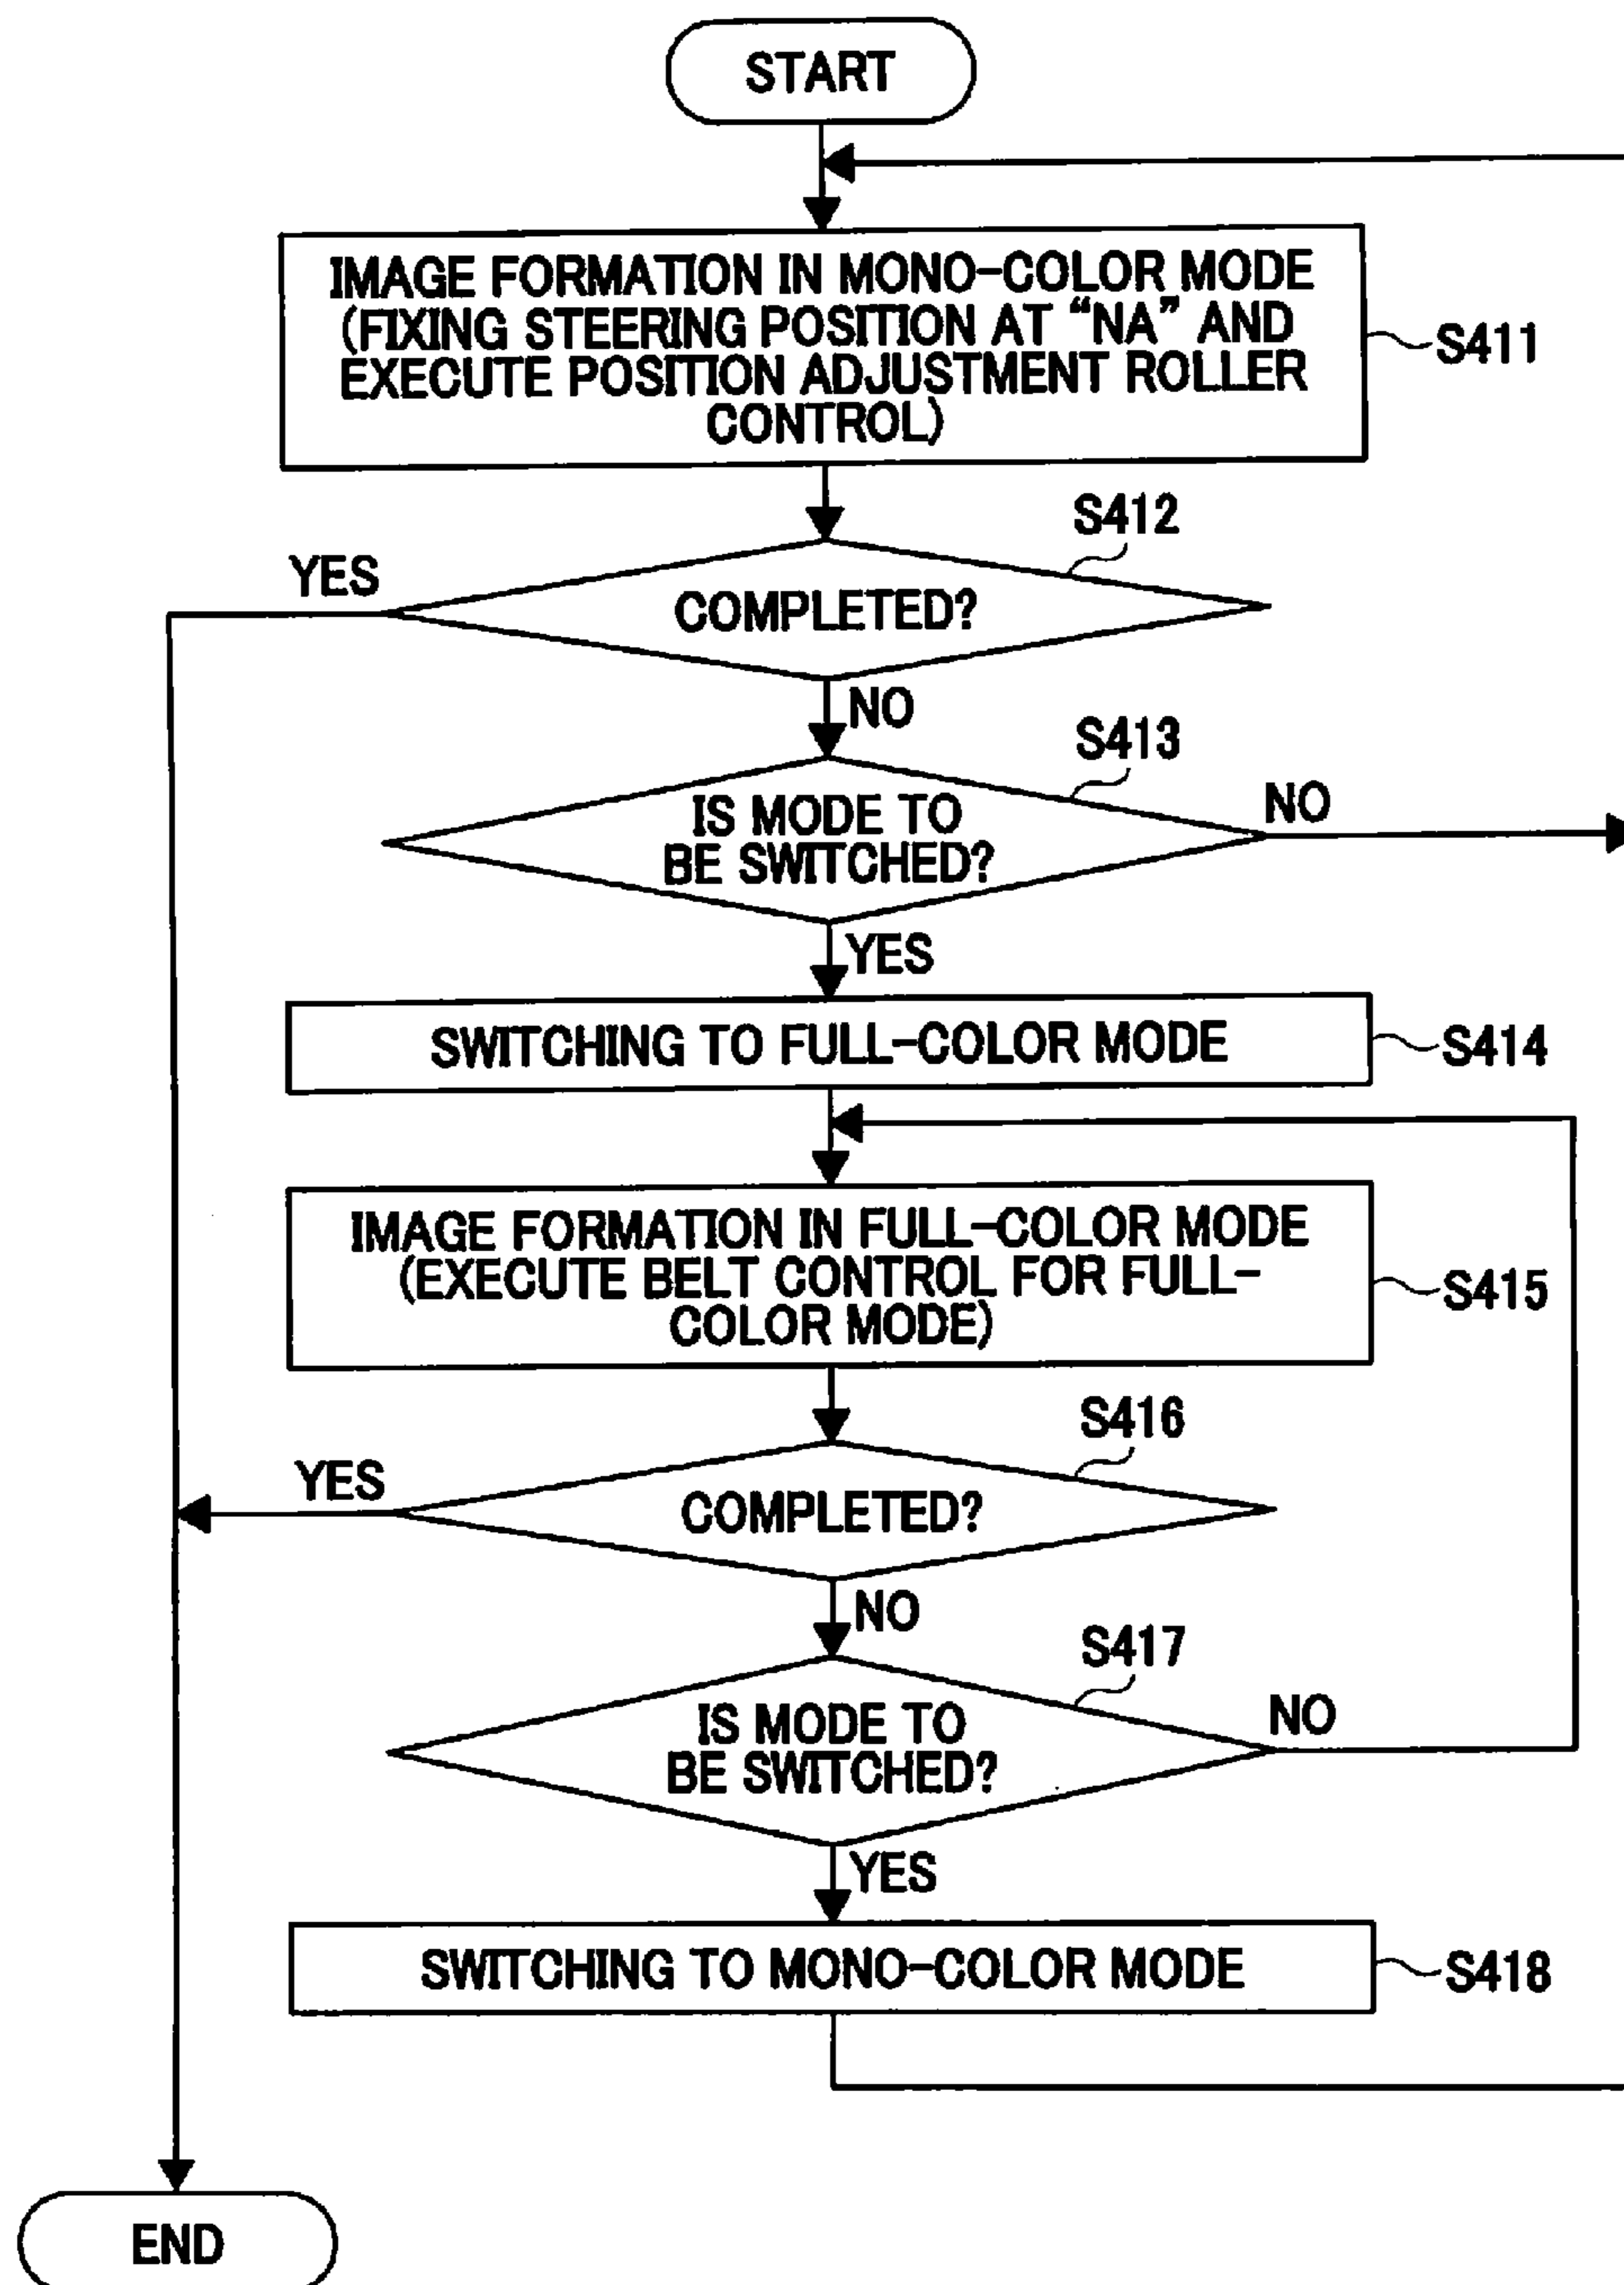 START
IMAGE FORMATION IN MONO-COLOR MODE
(FIXING STEERING POSITION AT “NA” AND
EXECUTE POSITION ADJUSTMENT ROLLER
CONTROL)
S411
S412
YES
COMPLETED?
NO
S413
IS MODE TO
BE SWITCHED?
NO
YES
SWITCHING TO FULL-COLOR MODE
S414
IMAGE FORMATION IN FULL-COLOR MODE
(EXECUTE BELT CONTROL FOR FULL-
COLOR MODE)
S415
S416
YES
COMPLETED?
NO
S417
IS MODE TO
BE SWITCHED?
NO
YES
SWITCHING TO MONO-COLOR MODE
S418
END